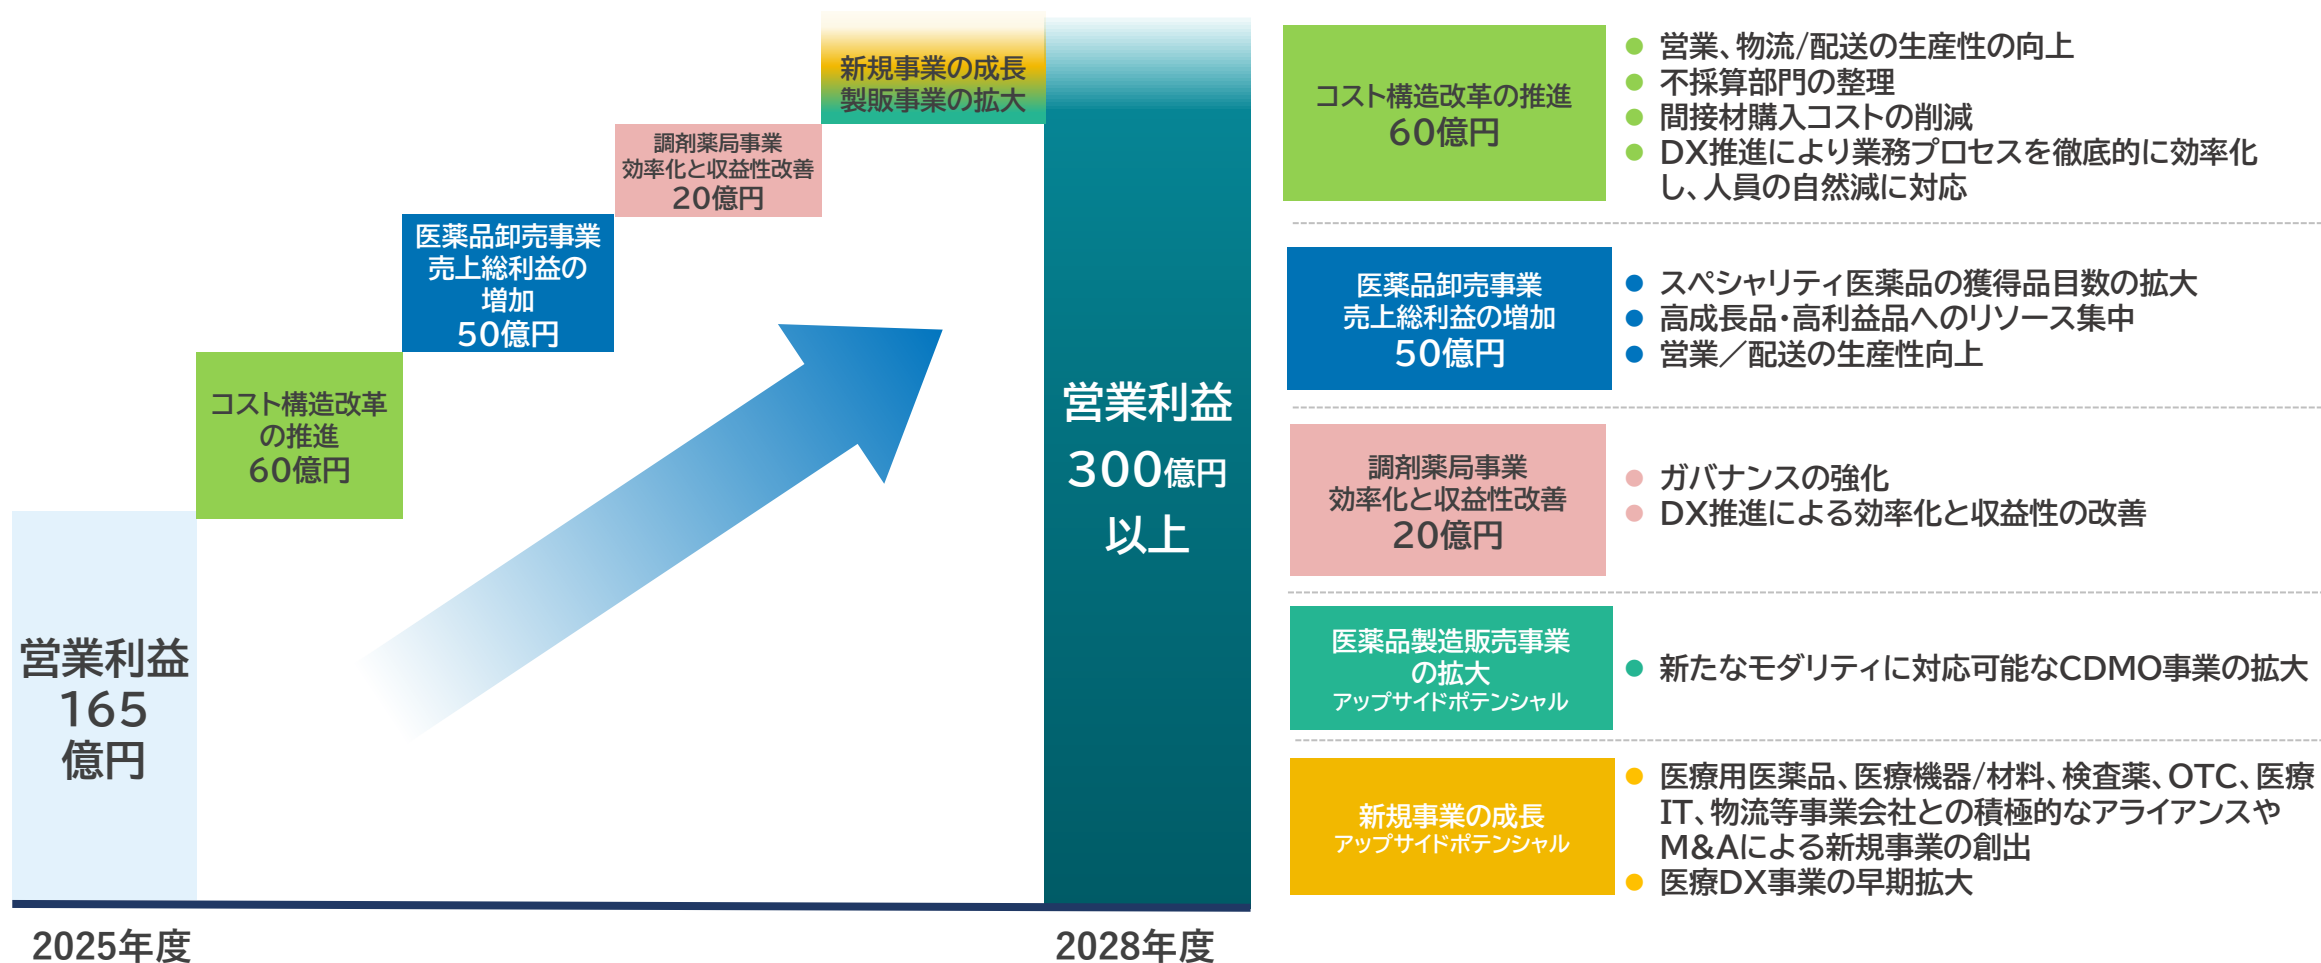 新規事業の成長
製販事業の拡大
調剤薬局事業
効率化と収益性改善
20億円
医薬品卸売事業
売上総利益の
増加
50億円
コスト構造改革
の推進
60億円
営業利益
165
億円
営業利益
300億円
以上
2025年度
2028年度
コスト構造改革の推進
60億円
● 営業、物流/配送の生産性の向上
● 不採算部門の整理
● 間接材購入コストの削減
● DX推進により業務プロセスを徹底的に効率化
し、人員の自然減に対応
医薬品卸売事業
売上総利益の増加
50億円
● スペシャリティ医薬品の獲得品目数の拡大
● 高成長品・高利益品へのリソース集中
● 営業／配送の生産性向上
調剤薬局事業
効率化と収益性改善
20億円
● ガバナンスの強化
● DX推進による効率化と収益性の改善
医薬品製造販売事業
の拡大
アップサイドポテンシャル
● 新たなモダリティに対応可能なCDMO事業の拡大
新規事業の成長
アップサイドポテンシャル
● 医療用医薬品、医療機器/材料、検査薬、OTC、医療
IT、物流等事業会社との積極的なアライアンスや
M&Aによる新規事業の創出
● 医療DX事業の早期拡大